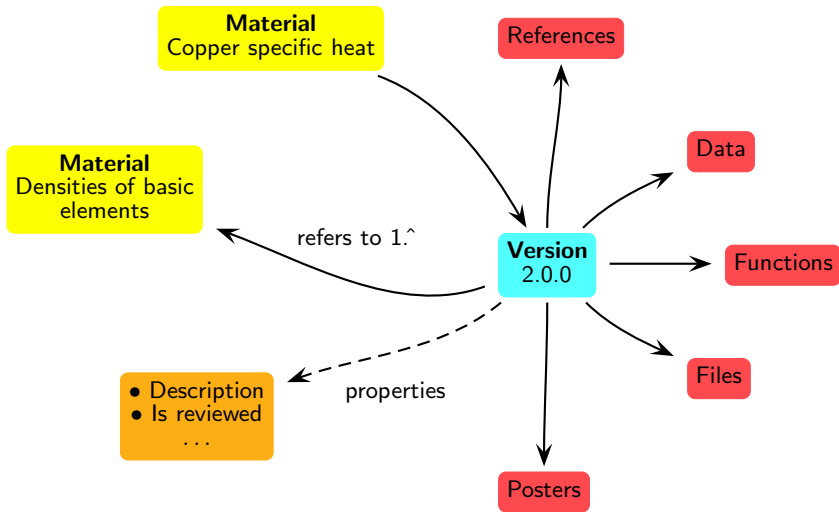 Material
Copper specific heat
References
Data
Material
Densities of basic
elements
refers to 1.^
Version
2.0.0
Functions
Files
properties
• Description
• Is reviewed
...
Posters